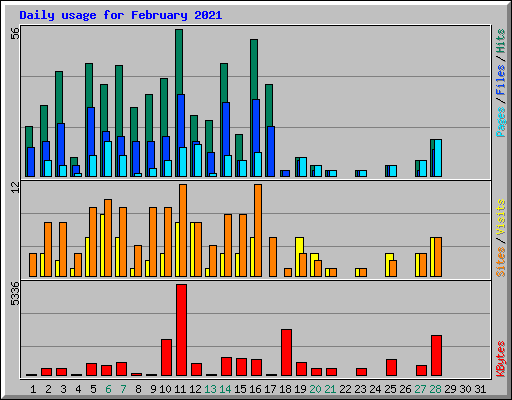 Daily usage for February 2021
56
Pages / Files / Hits
12
Sites / Visits
5336
KBytes
1 2 3 4 5 6 7 8 9 10 11 12 13 14 15 16 17 18 19 20 21 22 23 24 25 26 27 28 29 30 31